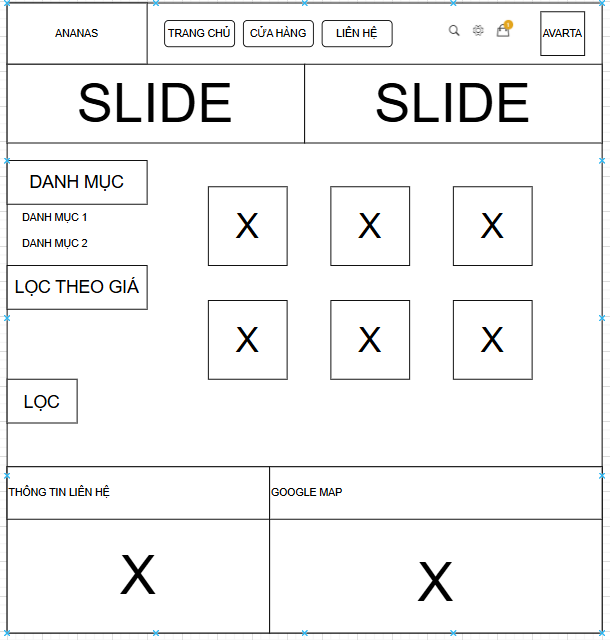 ANANAS
TRANG CHỦ
CỬA HÀNG
LIÊN HỆ
1
AVARTA
SLIDE
SLIDE
DANH MỤC
DANH MỤC 1
DANH MỤC 2
LỌC THEO GIÁ
LỌC
X
X
X
X
X
X
THÔNG TIN LIÊN HỆ
GOOGLE MAP
X
X